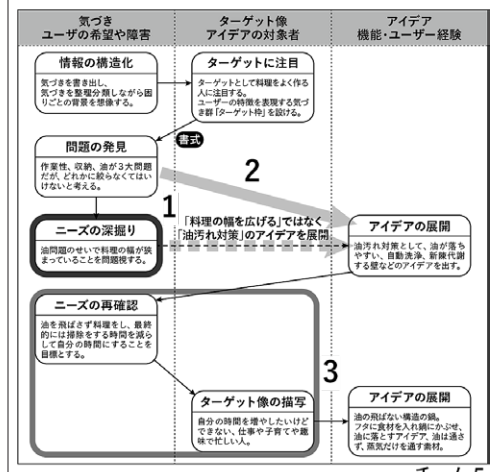 気づき
ユーザの希望や障害
ターゲット像
アイデアの対象者
アイデア
機能・ユーザー経験
情報の構造化
気づきを書き出し、
気づきを整理分類しながら困
りごとの背景を想像する。
ターゲットに注目
ターゲットとして料理をよく作る
人に注目する。
ユーザーの特徴を表現する気づ
き群「ターゲット枠」を設ける。
書式
問題の発見
作業性、収納、油が3大問題
だが、どれかに絞らなくてはい
けないと考える。
2
1
ニーズの深掘り
油問題のせいで料理の幅が狭
まっていることを問題視する。
「料理の幅を広げる」ではなく
「油汚れ対策」のアイデアを展開
アイデアの展開
油汚れ対策として、油が落ち
やすい、自動洗浄、新陳代謝
する壁などのアイデアを出す。
ニーズの再確認
油を飛ばさず料理をし、最終
的には掃除をする時間を減ら
して自分の時間にすることを
目標とする。
3
ターゲット像の描写
自分の時間を増やしたいけど
できない、仕事や子育てや趣
味で忙しい人。
アイデアの展開
油の飛ばない構造の鍋。
フタに食材を入れ鍋にかぶせ、
油に落とすアイデア、油は通さ
ず、蒸気だけを通す素材。